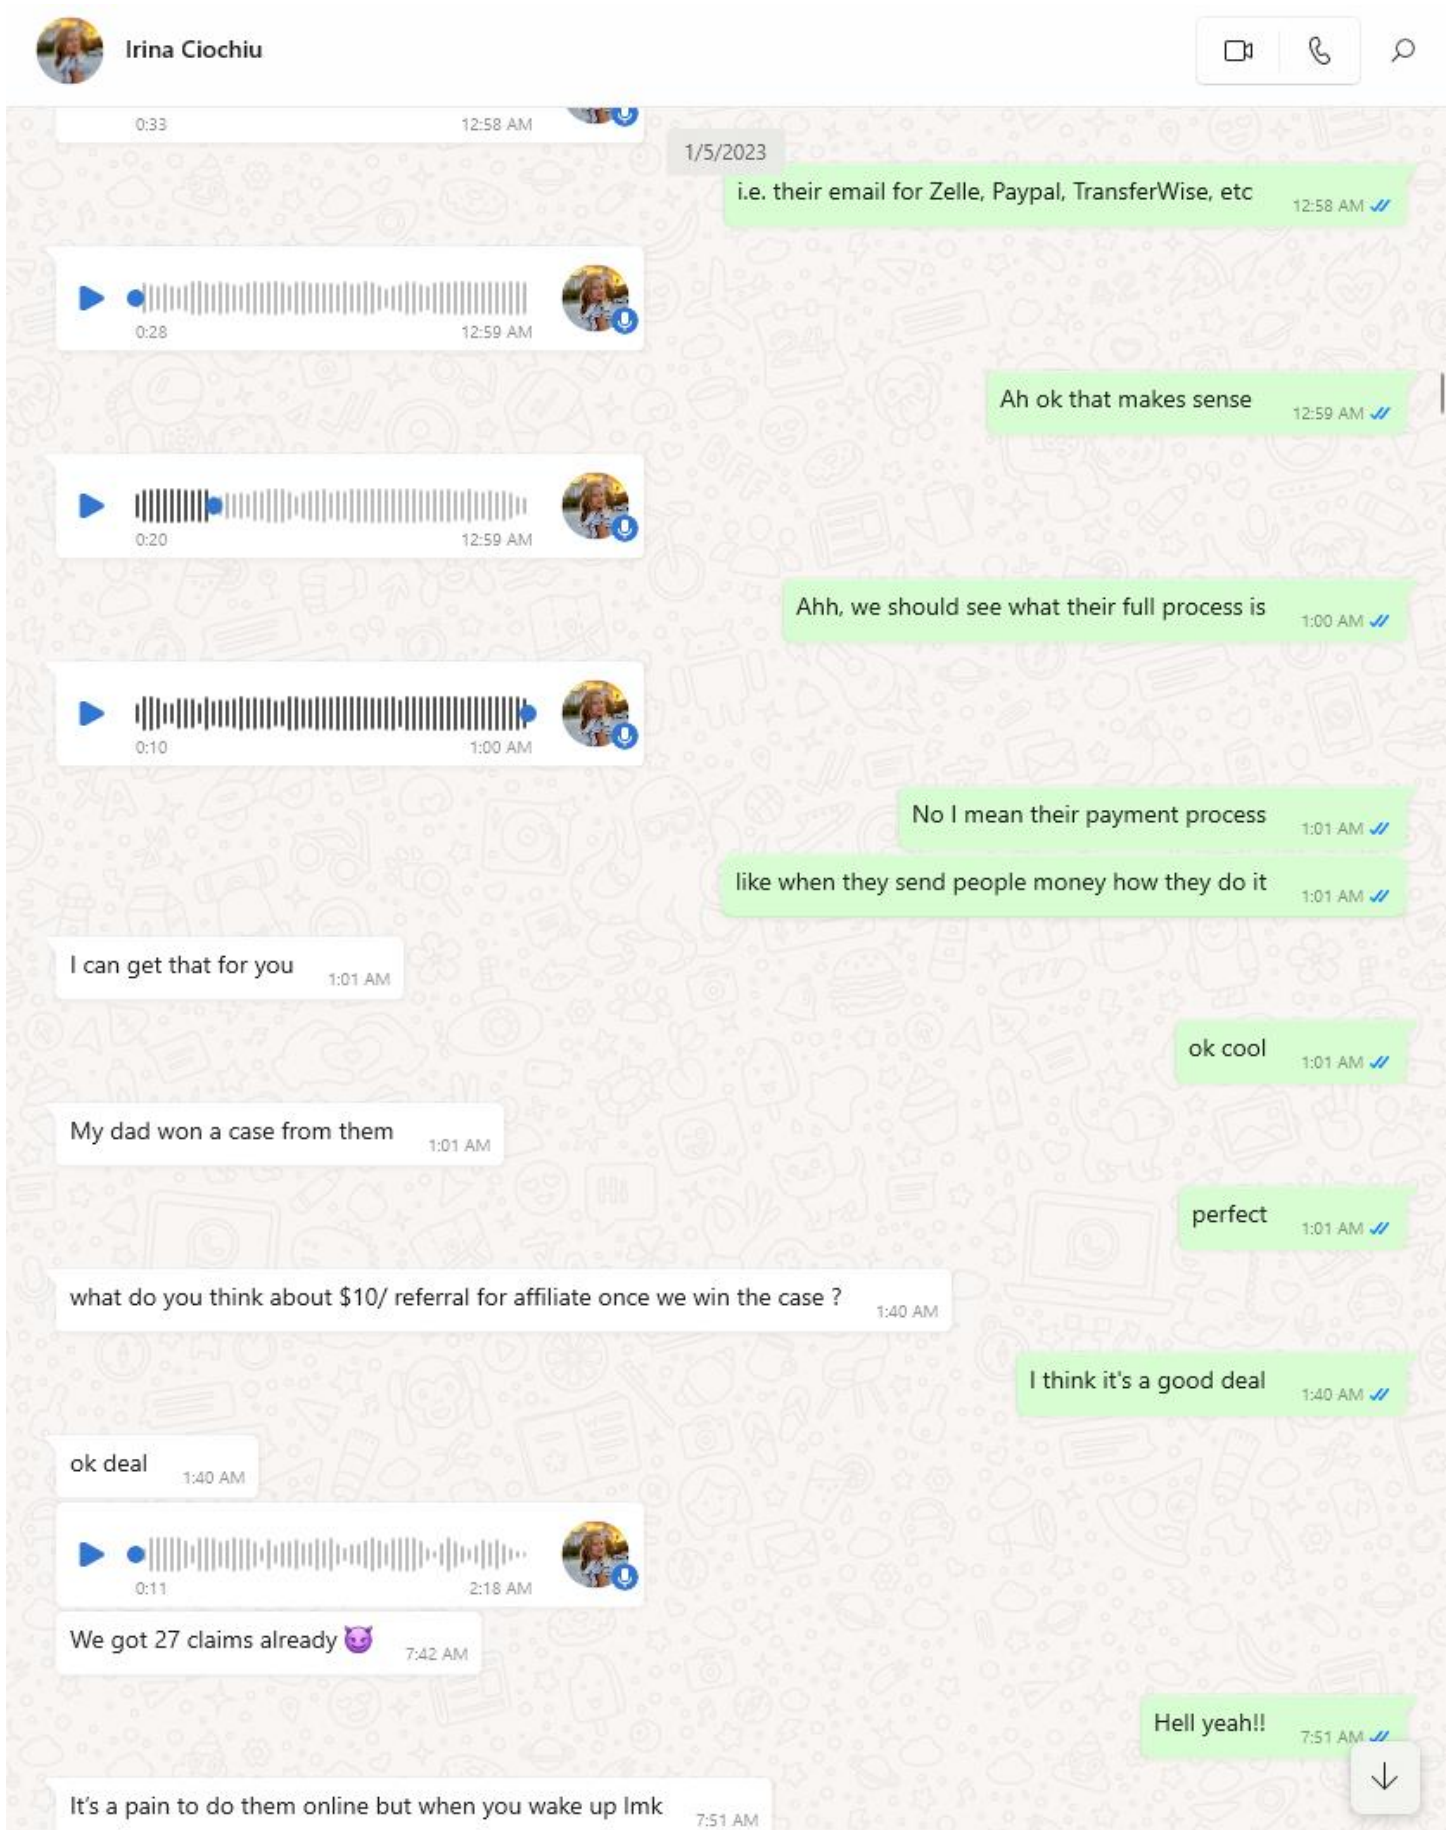 Irina Ciochiu
0:33 12:58 AM
1/5/2023
i.e. their email for Zelle, Paypal, TransferWise, etc 12:58 AM
0:28 12:59 AM
Ah ok that makes sense 12:59 AM
0:20 12:59 AM
Ahh, we should see what their full process is 1:00 AM
0:10 1:00 AM
No I mean their payment process 1:01 AM
like when they send people money how they do it 1:01 AM
I can get that for you 1:01 AM
ok cool 1:01 AM
My dad won a case from them 1:01 AM
perfect 1:01 AM
what do you think about $10/ referral for affiliate once we win the case ? 1:40 AM
I think it's a good deal 1:40 AM
ok deal 1:40 AM
0:11 2:18 AM
We got 27 claims already 😈 7:42 AM
Hell yeah!! 7:51 AM
It's a pain to do them online but when you wake up lmk 7:51 AM